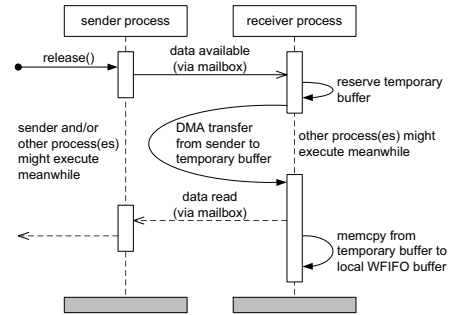 sender process
receiver process
release()
data available
(via mailbox)
reserve temporary
buffer
sender and/or
other process(es)
might execute
meanwhile
DMA transfer
from sender to
temporary buffer
other process(es) might
execute meanwhile
data read
(via mailbox)
memcpy from
temporary buffer to
local WFIFO buffer